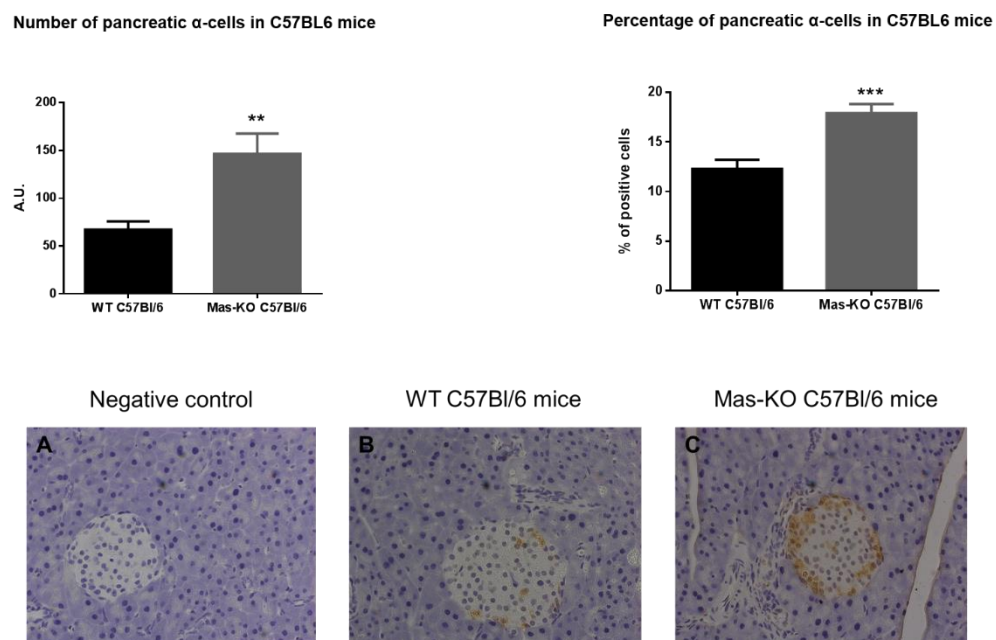 Number of pancreatic α-cells in C57BL6 mice
Percentage of pancreatic α-cells in C57BL6 mice
200
150
100
50
0
A.U.
**
WT C57Bl/6
Mas-KO C57Bl/6
20
15
10
5
0
% of positive cells
***
WT C57Bl/6
Mas-KO C57Bl/6
Negative control
WT C57Bl/6 mice
Mas-KO C57Bl/6 mice
A
B
C